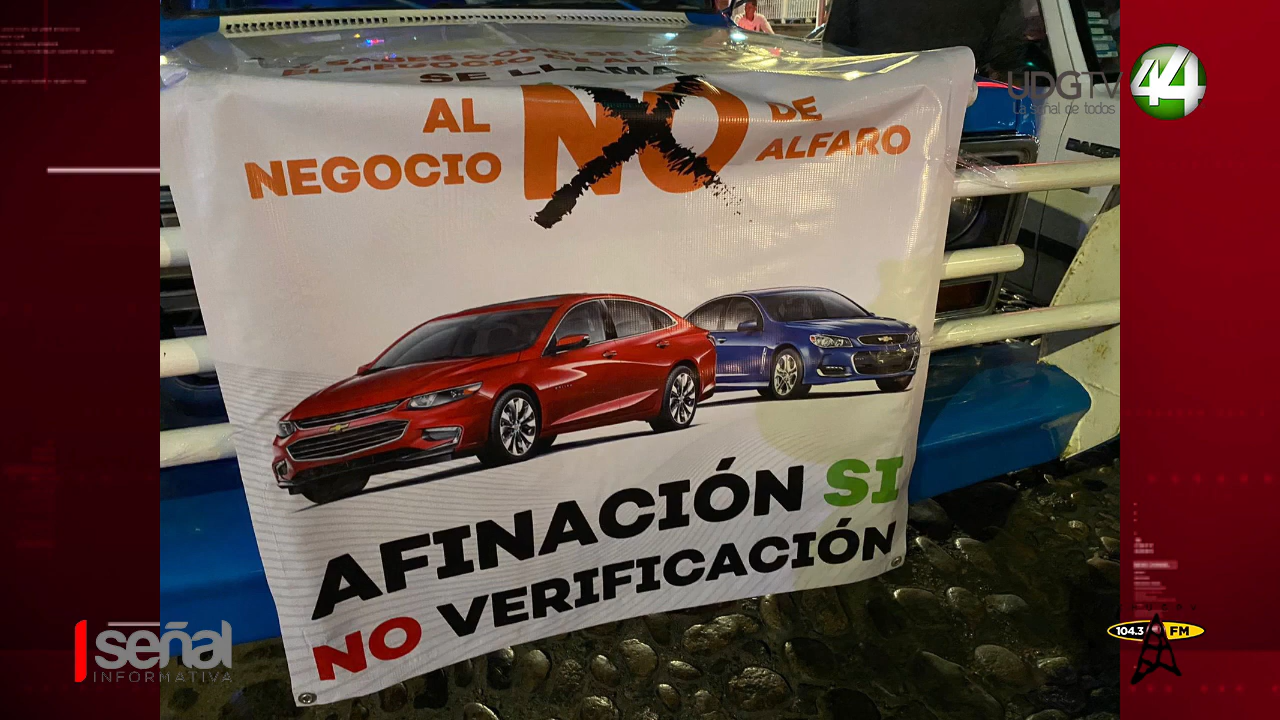 SE LLAMA
AL NEGOCIO NO DE ALFARO
AFINACIÓN SI
NO VERIFICACIÓN
UDGTV 44
La señal de todos
señal
INFORMATIVA
104.3 FM